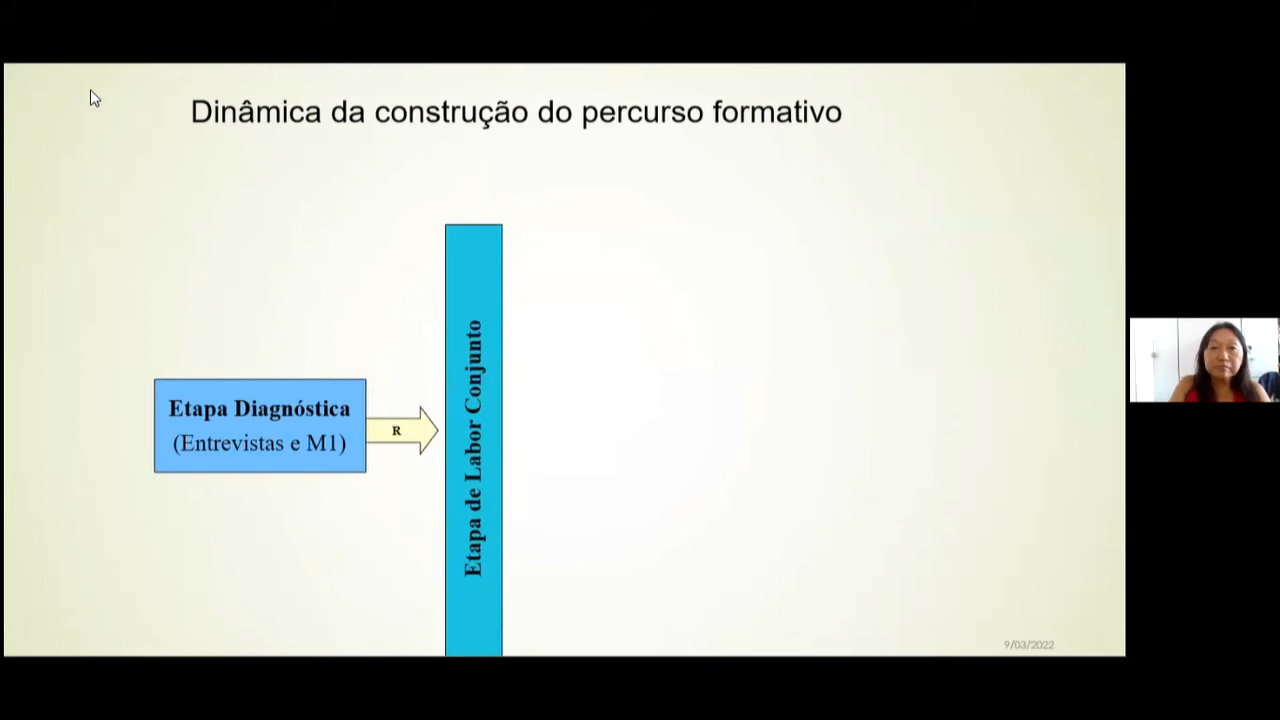 Dinâmica da construção do percurso formativo
Etapa Diagnóstica
(Entrevistas e M1)
R
Etapa de Labor Conjunto
9/03/2022